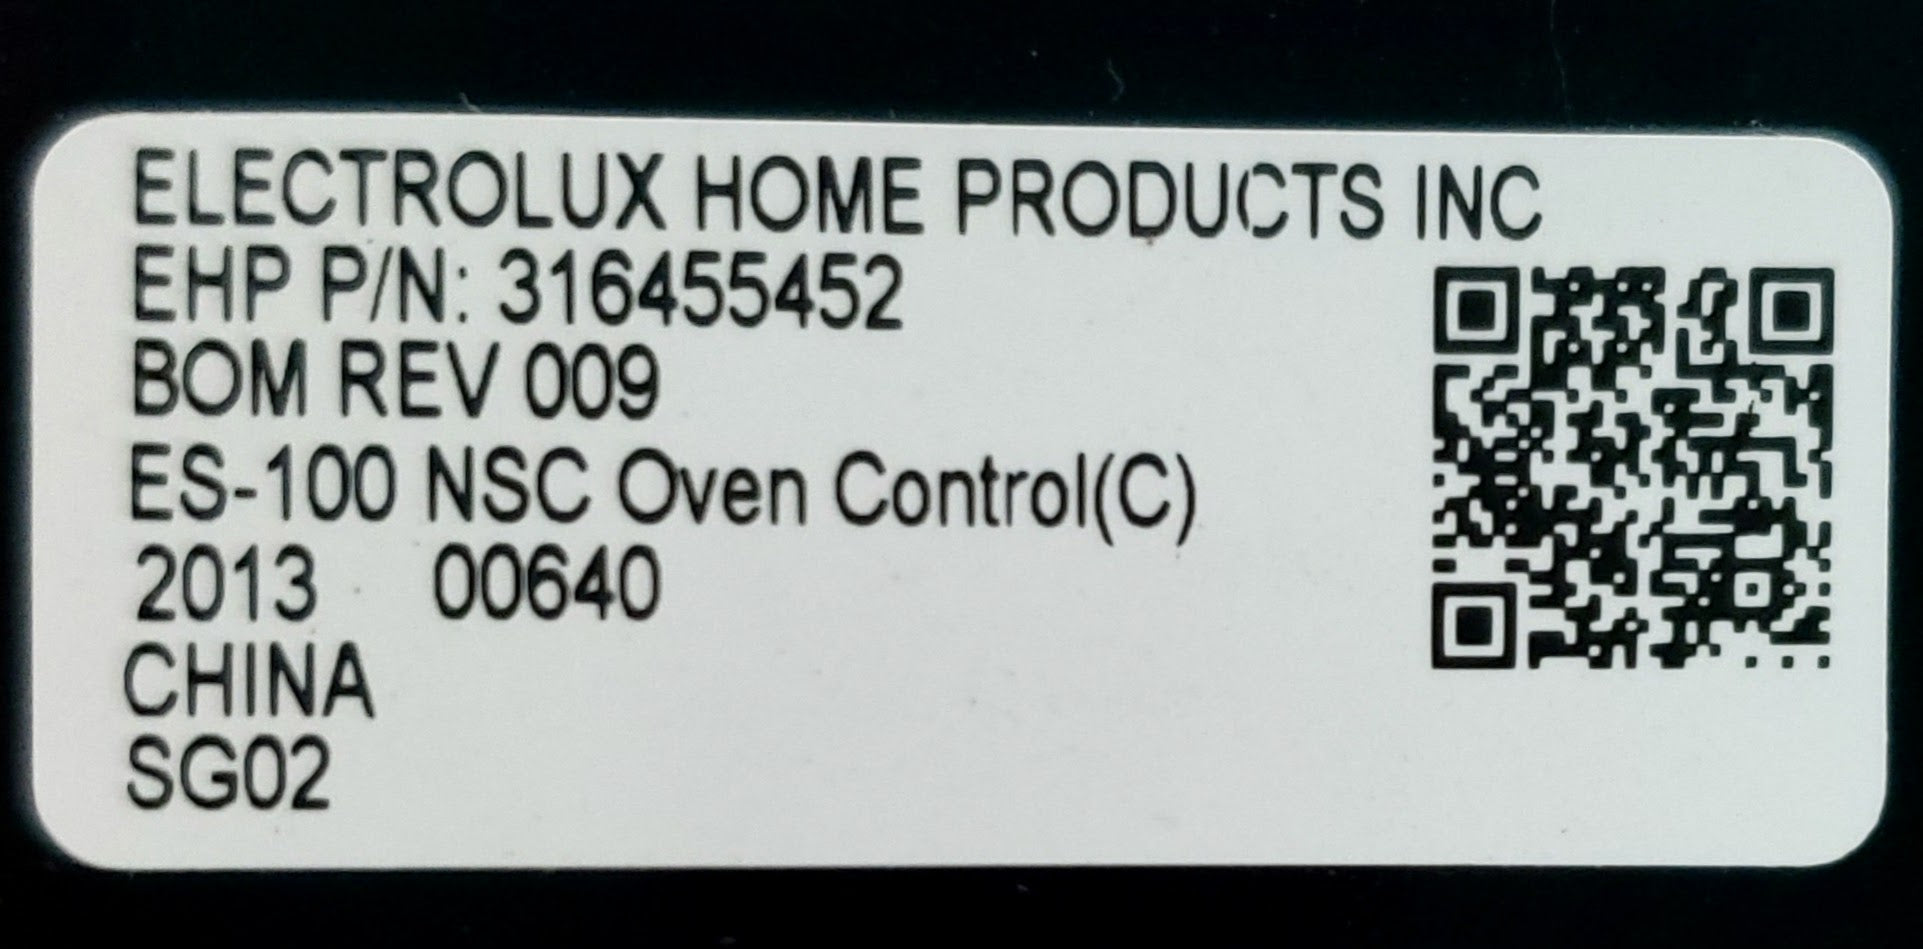 ELECTROLUX HOME PRODUCTS INC
EHP P/N: 316455452
BOM REV 009
ES-100 NSC Oven Control(C)
2013 00640
CHINA
SG02